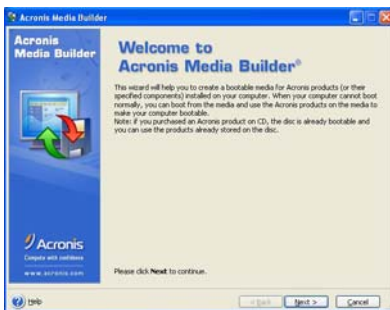 Acronis Media Builder
Acronis
Media Builder
Welcome to
Acronis Media Builder®
This wizard will help you to create a bootable media for Acronis products (or their
specified components) installed on your computer. When your computer cannot boot
normally, you can boot from the media and use the Acronis products on the media to
make your computer bootable.
Note: if you purchased an Acronis product on CD, the disc is already bootable and
you can use the products already stored on the disc.
Acronis
Compute with confidence
www.acronis.com
Please click Next to continue.
Help
< Back
Next >
Cancel